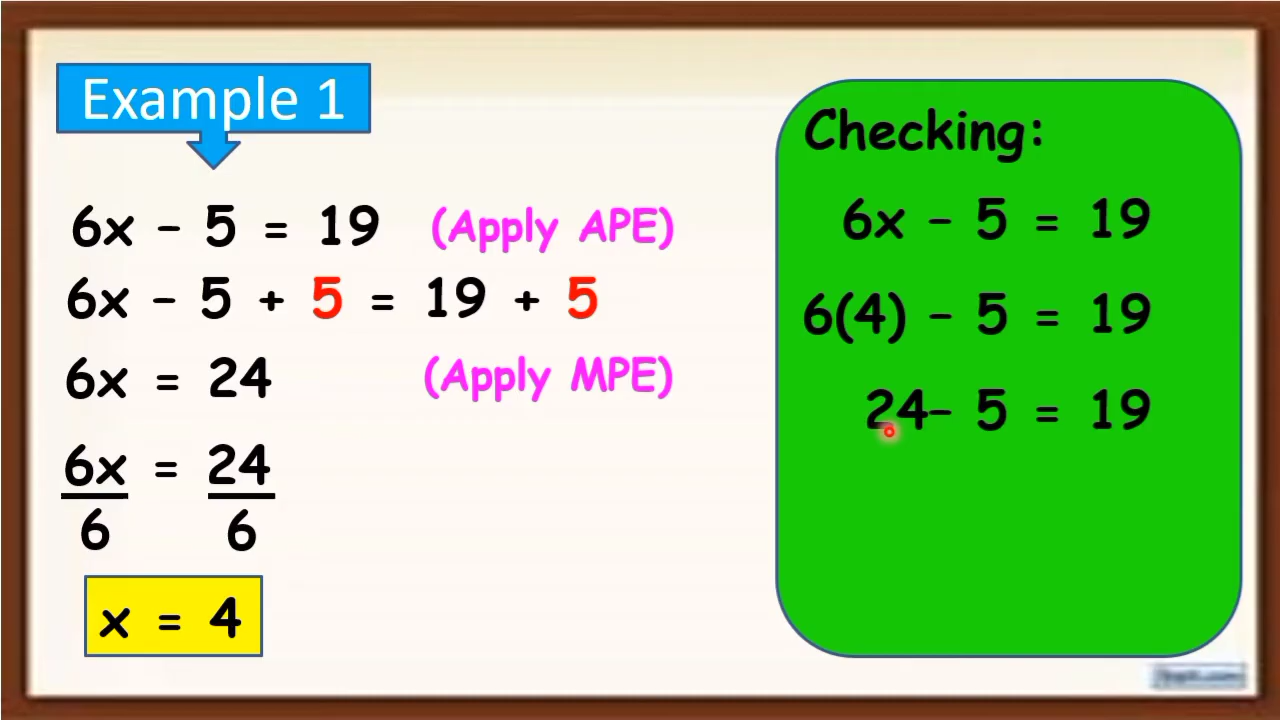 Example 1
6x – 5 = 19 (Apply APE)
6x – 5 + 5 = 19 + 5
6x = 24 (Apply MPE)
6x = 24
6 6
x = 4
Checking:
6x – 5 = 19
6(4) – 5 = 19
24– 5 = 19